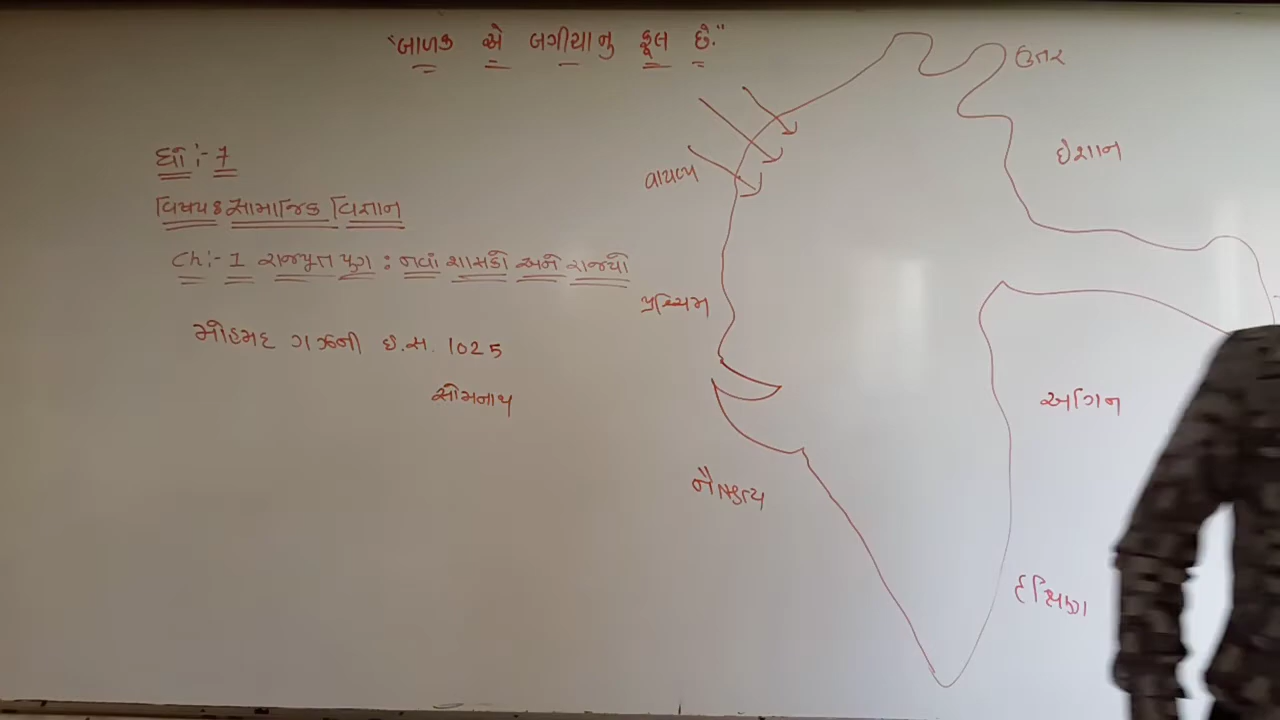 "બાળક એ બગીચાનુ ફૂલ છે."
ધો :- 7
વિષય : સામાજિક વિજ્ઞાન
Ch:- 1 રાજપૂત યુગ : નવાં શાસકો અને રાજ્યો
મોહમદ ગઝની ઈ.સ. 1025
સોમનાથ
ઉત્તર
ઈશાન
વાયવ્ય
પશ્ચિમ
અગ્નિ
નૈઋત્ય
દક્ષિણ